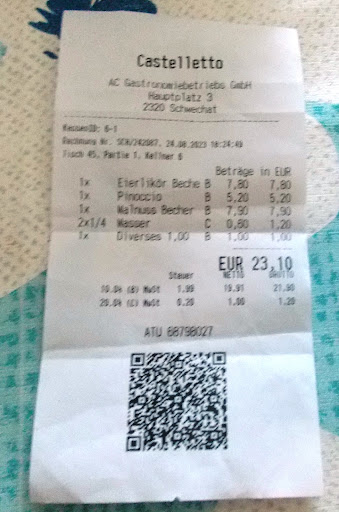 Castelletto
AC Gastronomiebetriebs GmbH
Hauptplatz 3
2320 Schwechat
KassenID: 6-1
Rechnung Nr. SCH/242087, 24.08.2023 18:24:49
Tisch 45, Partie 1, Kellner 6
Beträge in EUR
1x Eierlikör Beche B 7,80 7,80
1x Pinoccio B 5,20 5,20
1x Walnuss Becher B 7,90 7,90
2x1/4 Wasser C 0,60 1,20
1x Diverses 1,00 B 1,00 1,00
EUR 23,10
Steuer NETTO BRUTTO
10.0% (B) MwSt 1.99 19.91 21.90
20.0% (C) MwSt 0.20 1.00 1.20
ATU 68798027